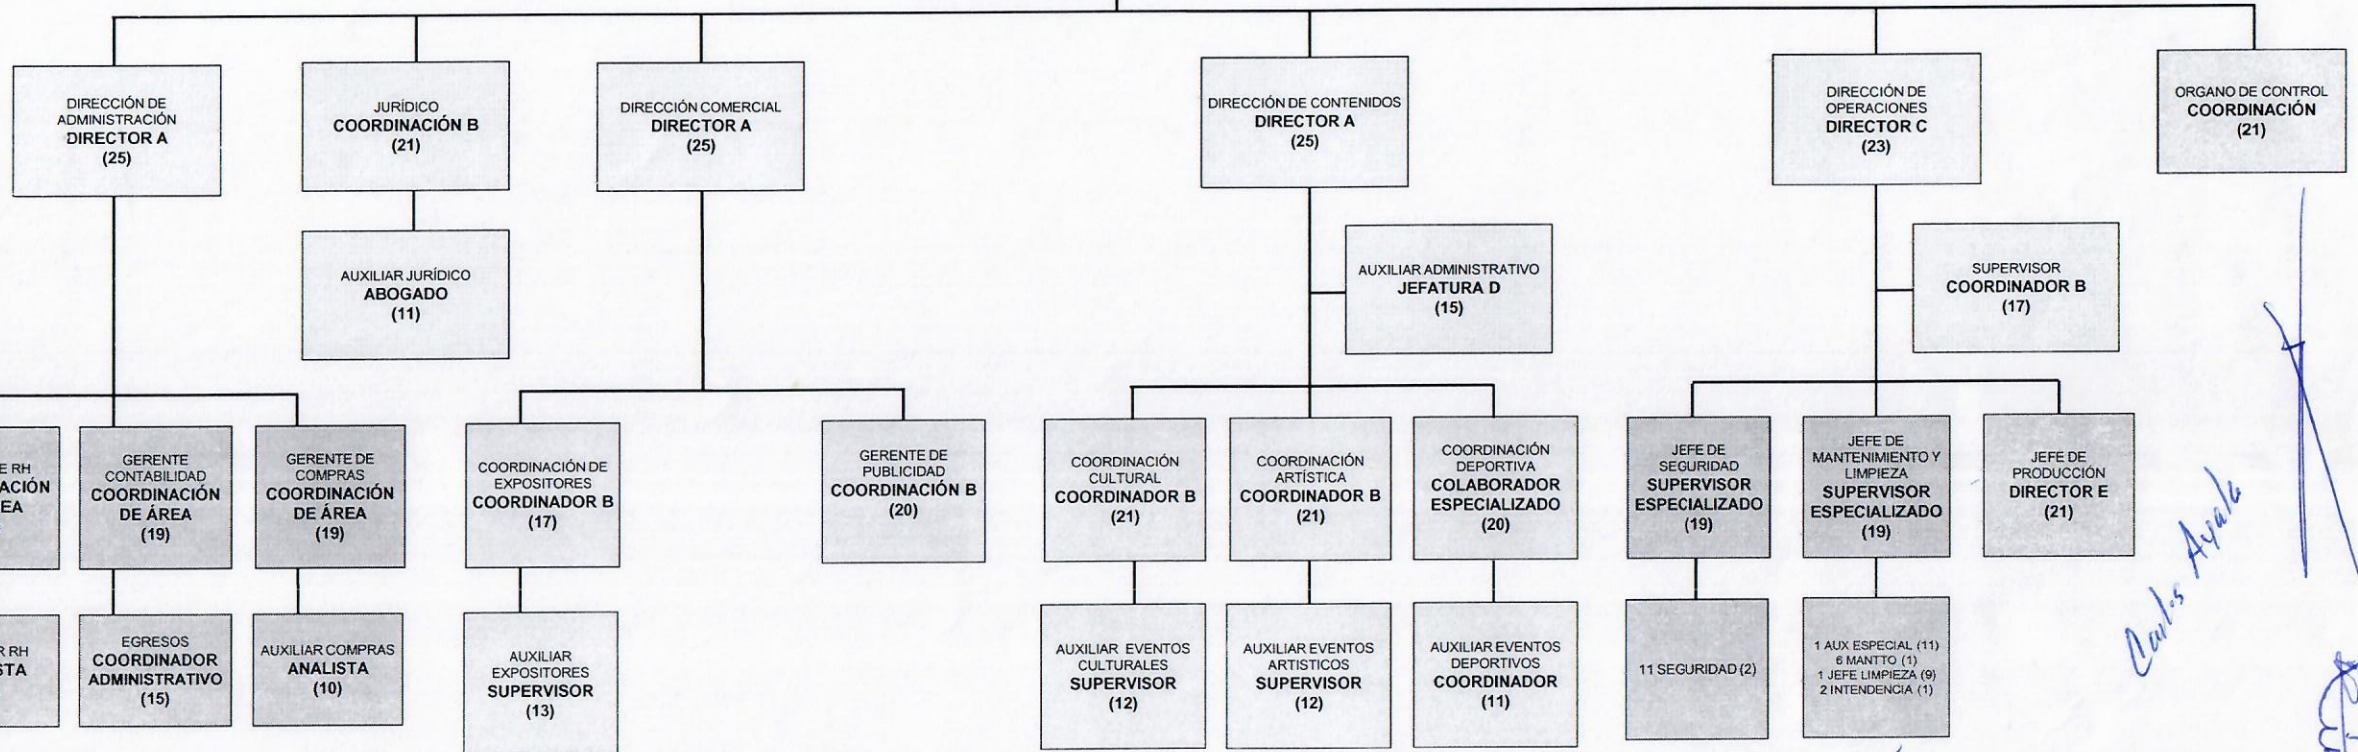 DIRECCIÓN DE
ADMINISTRACIÓN
DIRECTOR A
(25)
JURÍDICO
COORDINACIÓN B
(21)
DIRECCIÓN COMERCIAL
DIRECTOR A
(25)
DIRECCIÓN DE CONTENIDOS
DIRECTOR A
(25)
DIRECCIÓN DE
OPERACIONES
DIRECTOR C
(23)
ORGANO DE CONTROL
COORDINACIÓN
(21)
AUXILIAR JURÍDICO
ABOGADO
(11)
AUXILIAR ADMINISTRATIVO
JEFATURA D
(15)
SUPERVISOR
COORDINADOR B
(17)
E RH
ACIÓN
EA
GERENTE
CONTABILIDAD
COORDINACIÓN
DE ÁREA
(19)
GERENTE DE
COMPRAS
COORDINACIÓN
DE ÁREA
(19)
COORDINACIÓN DE
EXPOSITORES
COORDINADOR B
(17)
GERENTE DE
PUBLICIDAD
COORDINACIÓN B
(20)
COORDINACIÓN
CULTURAL
COORDINADOR B
(21)
COORDINACIÓN
ARTÍSTICA
COORDINADOR B
(21)
COORDINACIÓN
DEPORTIVA
COLABORADOR
ESPECIALIZADO
(20)
JEFE DE
SEGURIDAD
SUPERVISOR
ESPECIALIZADO
(19)
JEFE DE
MANTENIMIENTO Y
LIMPIEZA
SUPERVISOR
ESPECIALIZADO
(19)
JEFE DE
PRODUCCIÓN
DIRECTOR E
(21)
R RH
STA
EGRESOS
COORDINADOR
ADMINISTRATIVO
(15)
AUXILIAR COMPRAS
ANALISTA
(10)
AUXILIAR
EXPOSITORES
SUPERVISOR
(13)
AUXILIAR EVENTOS
CULTURALES
SUPERVISOR
(12)
AUXILIAR EVENTOS
ARTISTICOS
SUPERVISOR
(12)
AUXILIAR EVENTOS
DEPORTIVOS
COORDINADOR
(11)
11 SEGURIDAD (2)
1 AUX ESPECIAL (11)
6 MANTTO (1)
1 JEFE LIMPIEZA (9)
2 INTENDENCIA (1)
Carlos Ayala